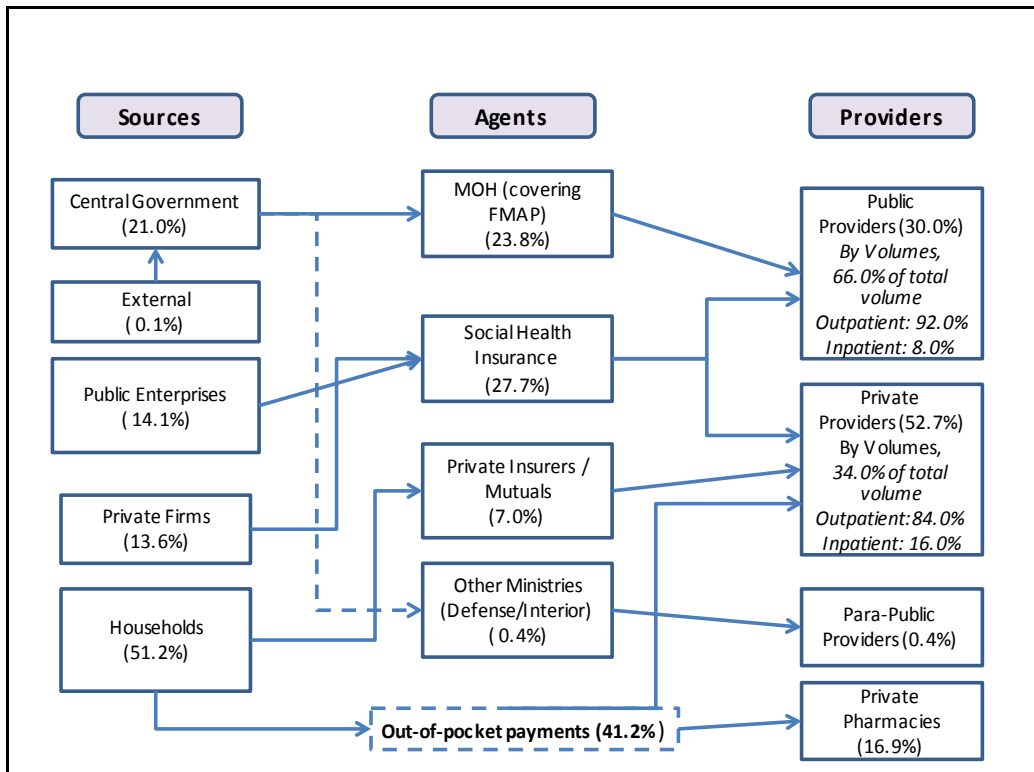 Sources
Agents
Providers
Central Government
(21.0%)
External
( 0.1%)
Public Enterprises
( 14.1%)
Private Firms
(13.6%)
Households
(51.2%)
MOH (covering
FMAP)
(23.8%)
Social Health
Insurance
(27.7%)
Private Insurers /
Mutuals
(7.0%)
Other Ministries
(Defense/Interior)
( 0.4%)
Out-of-pocket payments (41.2%)
Public
Providers (30.0%)
By Volumes,
66.0% of total
volume
Outpatient: 92.0%
Inpatient: 8.0%
Private
Providers (52.7%)
By Volumes,
34.0% of total
volume
Outpatient: 84.0%
Inpatient: 16.0%
Para-Public
Providers (0.4%)
Private
Pharmacies
(16.9%)